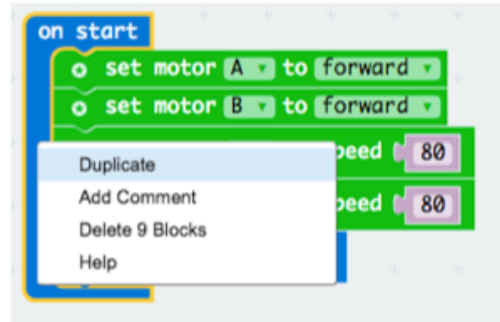 on start
set motor A to forward
set motor B to forward
peed 80
Duplicate
Add Comment
peed 80
Delete 9 Blocks
Help